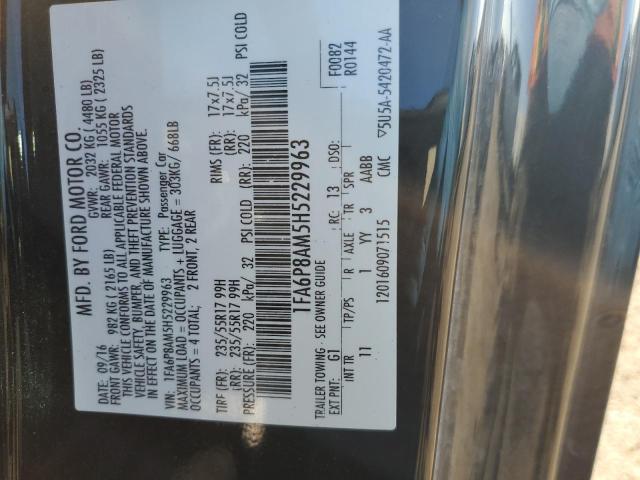 MFD. BY FORD MOTOR CO.
DATE: 09/16 GVWR: 2032 KG (4480 LB)
FRONT GAWR: 982 KG (2165 LB) REAR GAWR: 1055 KG (2325 LB)
THIS VEHICLE CONFORMS TO ALL APPLICABLE FEDERAL MOTOR
VEHICLE SAFETY, BUMPER, AND THEFT PREVENTION STANDARDS
IN EFFECT ON THE DATE OF MANUFACTURE SHOWN ABOVE.
VIN: 1FA6P8AM5H5229963 TYPE: Passenger Car
MAXIMUM LOAD = OCCUPANTS + LUGGAGE = 303KG/ 668LB
OCCUPANTS = 4 TOTAL; 2 FRONT, 2 REAR
TIRF (FR): 235/55R17 99H RIMS (FR): 17x7.5J
(RR): 235/55R17 99H (RR): 17x7.5J
PRESSURE (FR): 220 kPa/ 32 PSI COLD (RR): 220 kPa/ 32 PSI COLD
1FA6P8AM5H5229963
F0082
R0144
TRAILER TOWING - SEE OWNER GUIDE
EXT PNT: G1 RC: 13 DSO:
INT TR TP/PS R AXLE TR SPR
11 1 YY 3 AABB
1201609071515 CMC ▽5U5A-5420472-AA